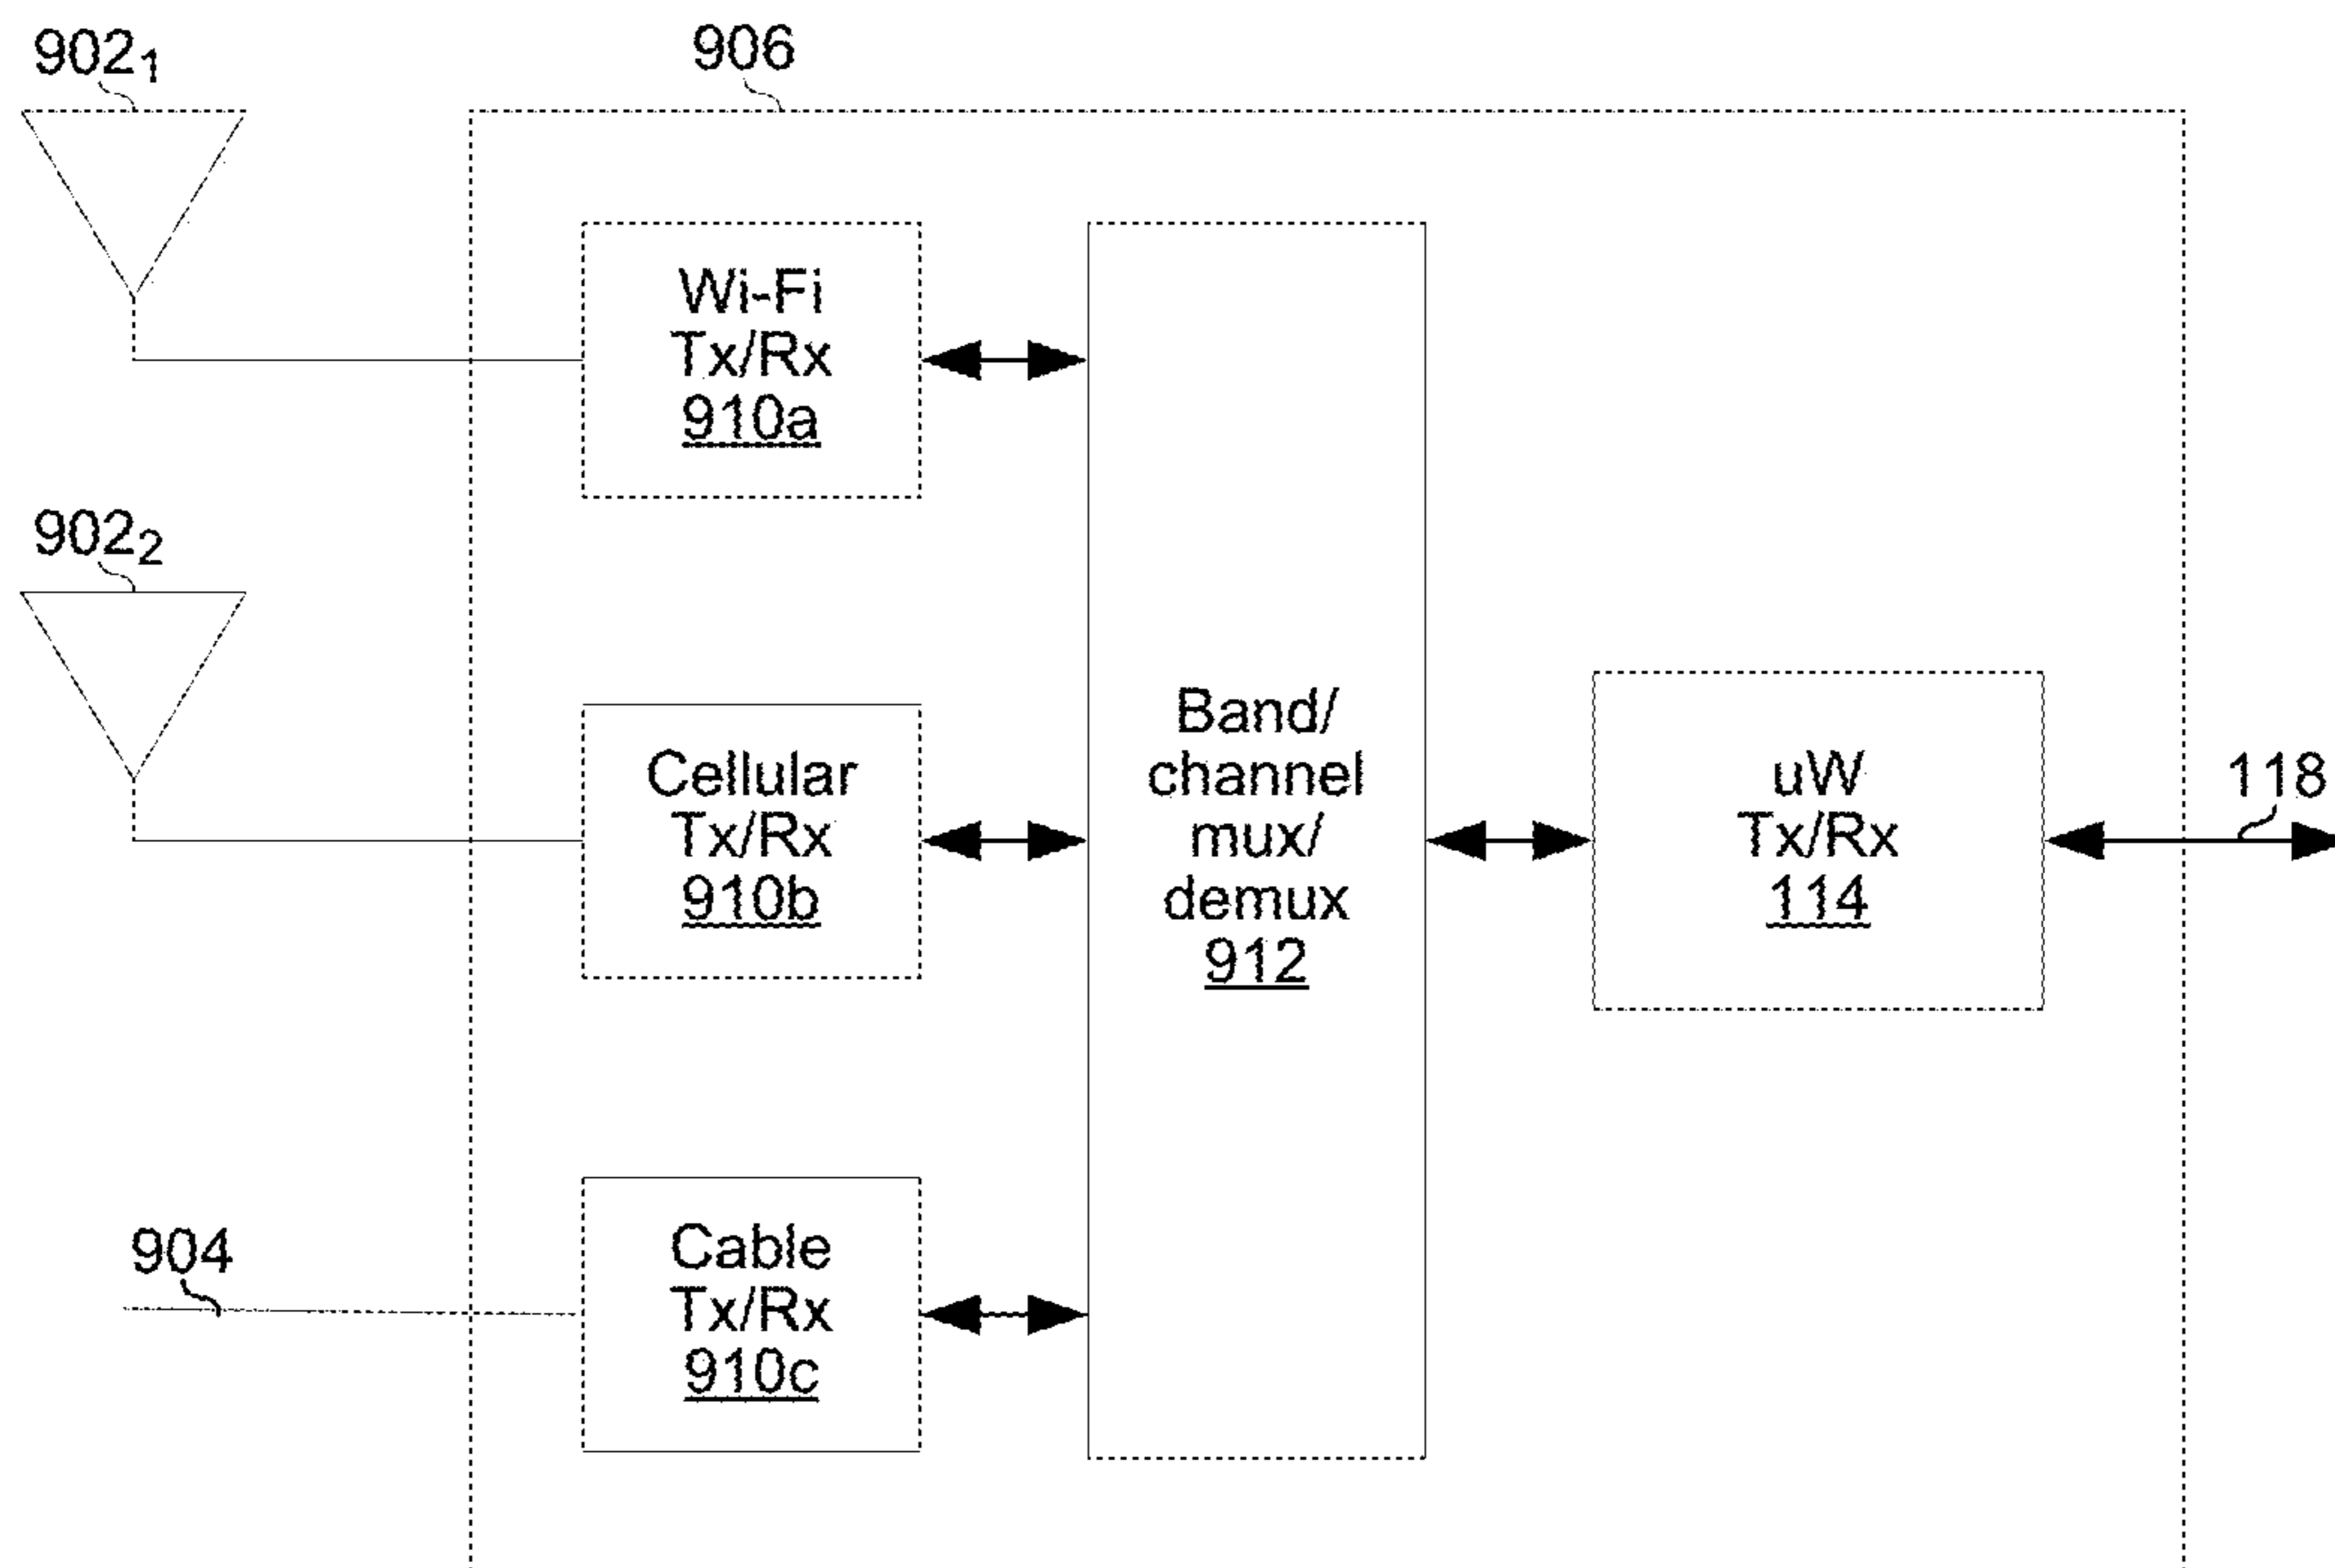 902₁
906
Wi-Fi
Tx/Rx
910a
902₂
Cellular
Tx/Rx
910b
Band/
channel
mux/
demux
912
uW
Tx/Rx
114
118
904
Cable
Tx/Rx
910c